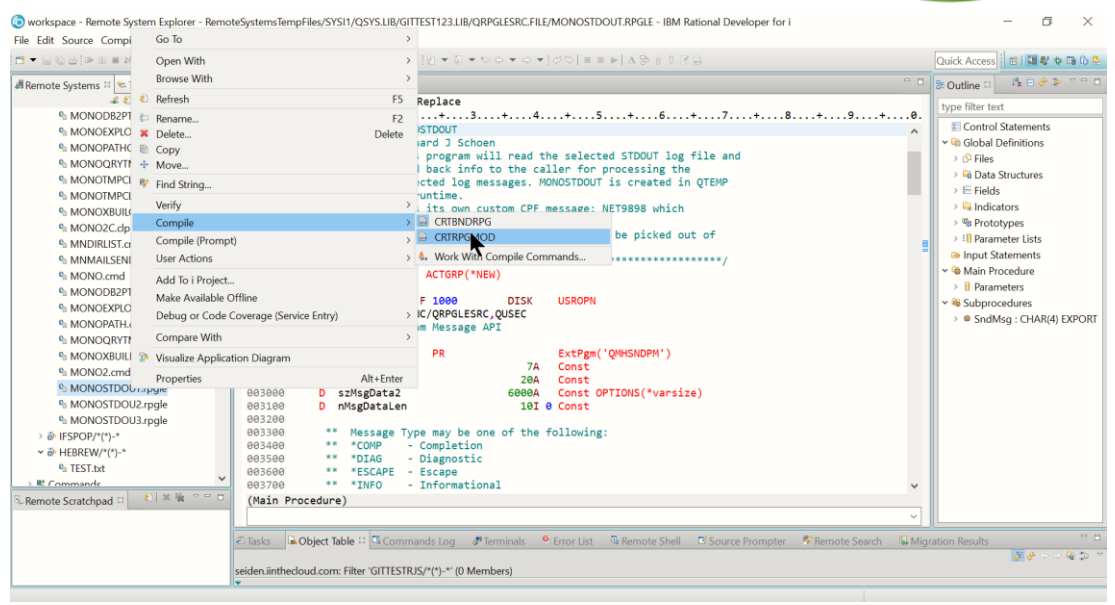 workspace - Remote System Explorer - RemoteSystemsTempFiles/SYSI1/QSYS.LIB/GITTEST123.LIB/QRPGLESRC.FILE/MONOSTDOUT.RPGLE - IBM Rational Developer for i
File Edit Source Compi
Quick Access
Remote Systems
MONODB2PT
MONOEXPLO
MONOPATHC
MONOQRYTM
MONOTMPCL
MONOTMPCL
MONOXBUIL
MONO2C.clp
MNDIRLIST.cr
MNMAILSENI
MONO.cmd
MONODB2PT
MONOEXPLO
MONOPATH.
MONOQRYTI
MONOXBUIL
MONO2.cmd
MONOSTDOUT.rpgle
MONOSTDOU2.rpgle
MONOSTDOU3.rpgle
IFSPOP/*(*)-*
HEBREW/*(*)-*
TEST.txt
Commands
Remote Scratchpad
Go To
Open With
Browse With
Refresh F5
Rename... F2
Delete... Delete
Copy
Move...
Find String...
Verify
Compile
Compile (Prompt)
User Actions
Add To i Project...
Make Available Offline
Debug or Code Coverage (Service Entry)
Compare With
Visualize Application Diagram
Properties Alt+Enter
CRTBNDRPG
CRTRPGMOD
Work With Compile Commands...
Replace
...+....3....+....4....+....5....+....6....+....7....+....8....+....9....+....0.
STDOUT
ard J Schoen
program will read the selected STDOUT log file and
back info to the caller for processing the
cted log messages. MONOSTDOUT is created in QTEMP
untime.
its own custom CPF message: NET9898 which
be picked out of
******************/
ACTGRP(*NEW)
F 1000 DISK USROPN
IC/QRPGLESRC,QUSEC
am Message API
PR ExtPgm('QMHSNDPM')
7A Const
20A Const
003000 D szMsgData2 6000A Const OPTIONS(*varsize)
003100 D nMsgDataLen 10I 0 Const
003200
003300 ** Message Type may be one of the following:
003400 ** *COMP - Completion
003500 ** *DIAG - Diagnostic
003600 ** *ESCAPE - Escape
003700 ** *INFO - Informational
(Main Procedure)
Outline
type filter text
Control Statements
Global Definitions
Files
Data Structures
Fields
Indicators
Prototypes
Parameter Lists
Input Statements
Main Procedure
Parameters
Subprocedures
SndMsg : CHAR(4) EXPORT
Tasks Object Table Commands Log Terminals Error List Remote Shell Source Prompter Remote Search Migration Results
seiden.iinthecloud.com: Filter 'GITTESTRJS/*(*)-*' (0 Members)